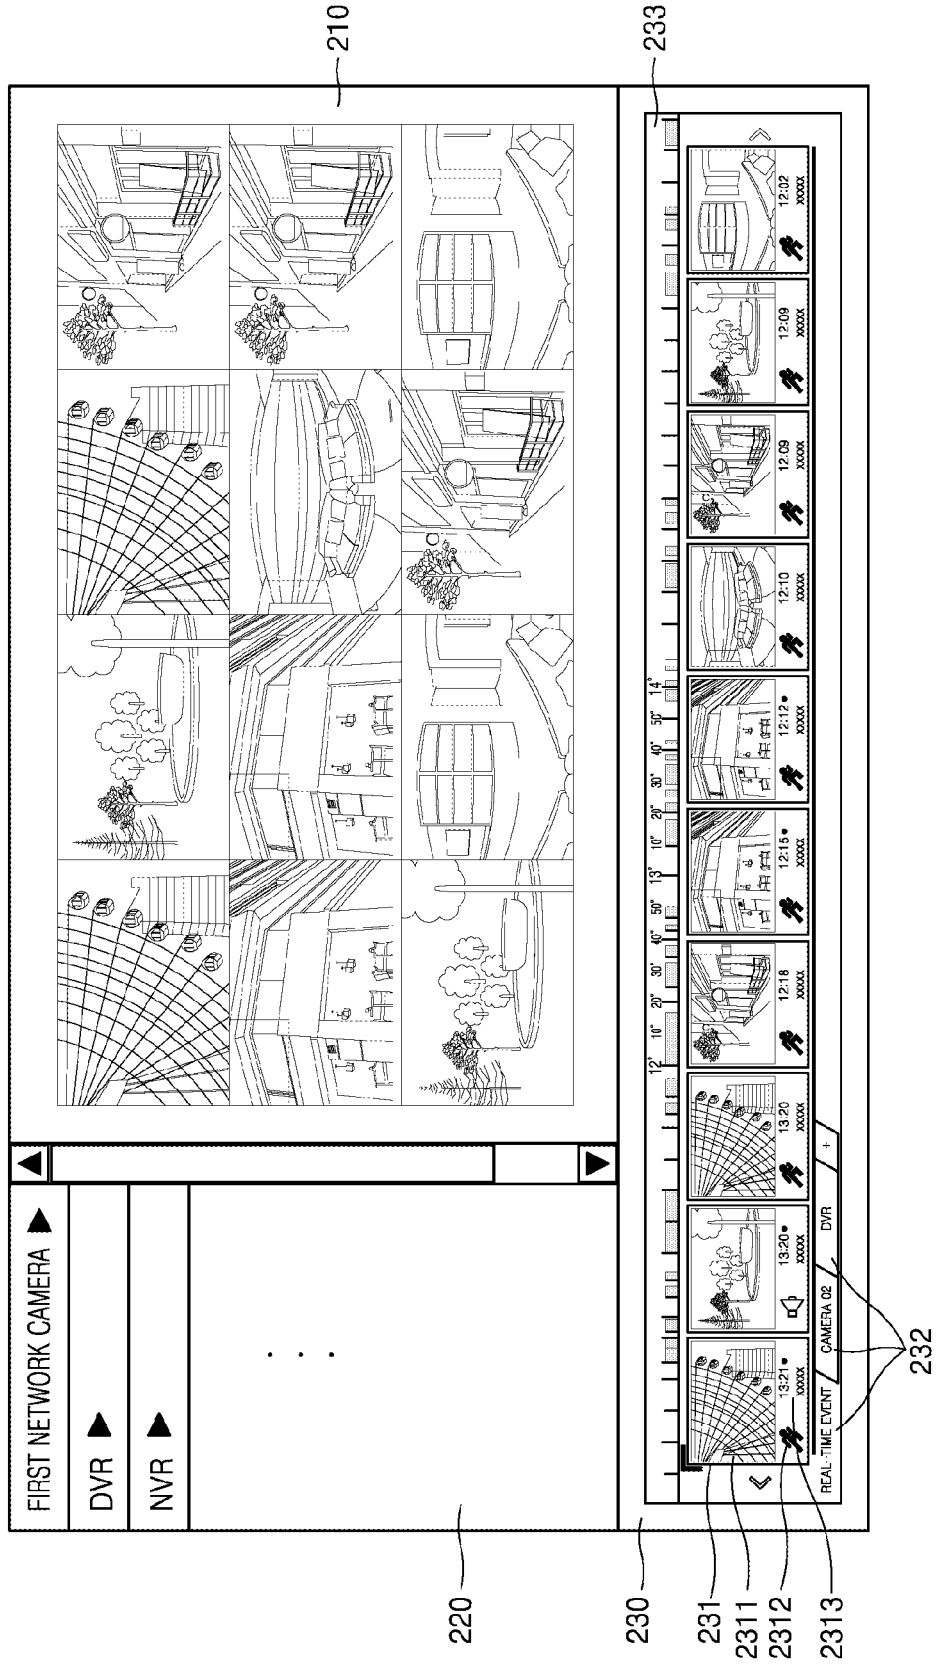 210
FIRST NETWORK CAMERA ▶
DVR ▶
NVR ▶
. . .
220
230
233
12° 10" 20" 30" 40" 50" 13° 10" 20" 30" 40" 50" 14°
13:21 ●
XXXXX
13:20 ●
XXXXX
13:20
XXXXX
12:18
XXXXX
12:15 ●
XXXXX
12:12 ●
XXXXX
12:10
XXXXX
12:09
XXXXX
12:09
XXXXX
12:02
XXXXX
REAL-TIME EVENT
CAMERA 02
DVR
+
231
2311
2312
2313
232